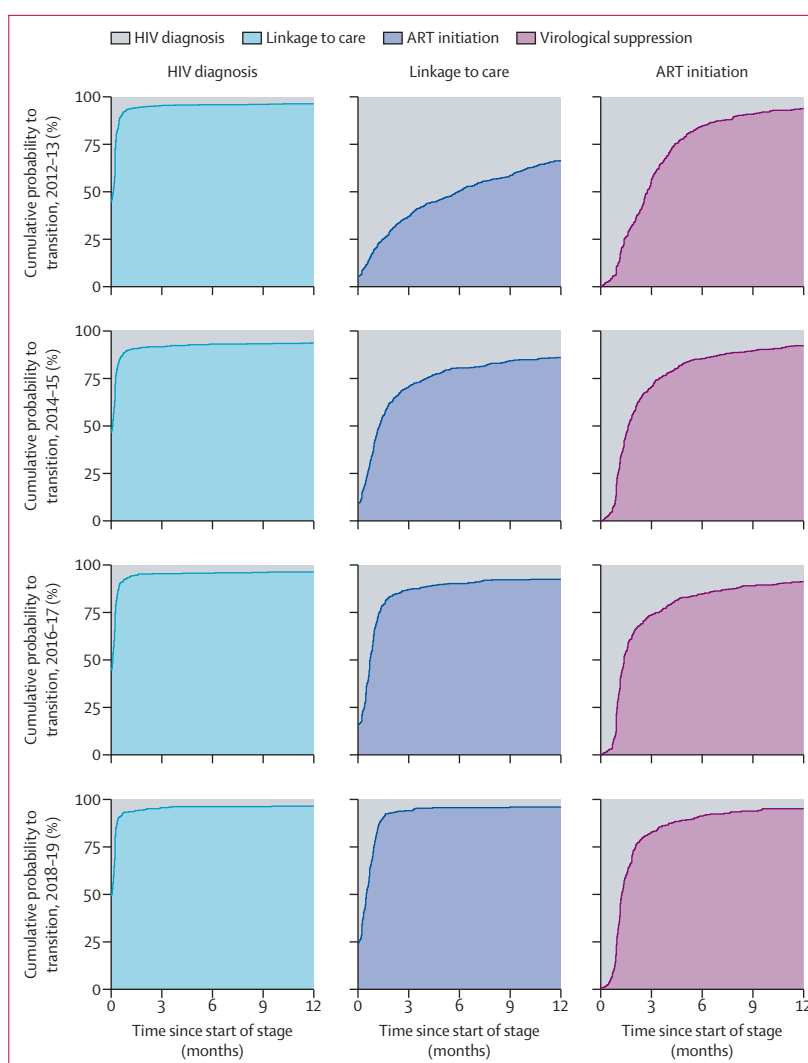 HIV diagnosis Linkage to care ART initiation Virological suppression
HIV diagnosis Linkage to care ART initiation
Cumulative probability to
transition, 2012–13 (%)
100
75
50
25
0
0 3 6 9 12
0 3 6 9 12
0 3 6 9 12
Cumulative probability to
transition, 2014–15 (%)
100
75
50
25
0
Cumulative probability to
transition, 2016–17 (%)
100
75
50
25
0
Cumulative probability to
transition, 2018–19 (%)
100
75
50
25
0
Time since start of stage
(months)
Time since start of stage
(months)
Time since start of stage
(months)